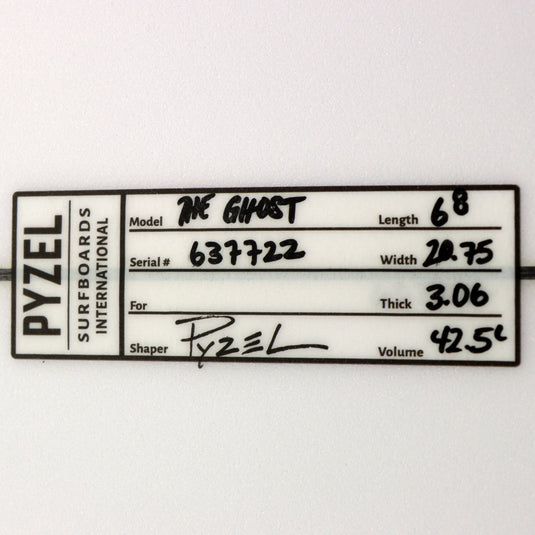 PYZEL
SURFBOARDS
INTERNATIONAL
Model THE GHOST Length 6 8
Serial # 637722 Width 20.75
For Thick 3.06
Shaper PYZEL Volume 42.5L